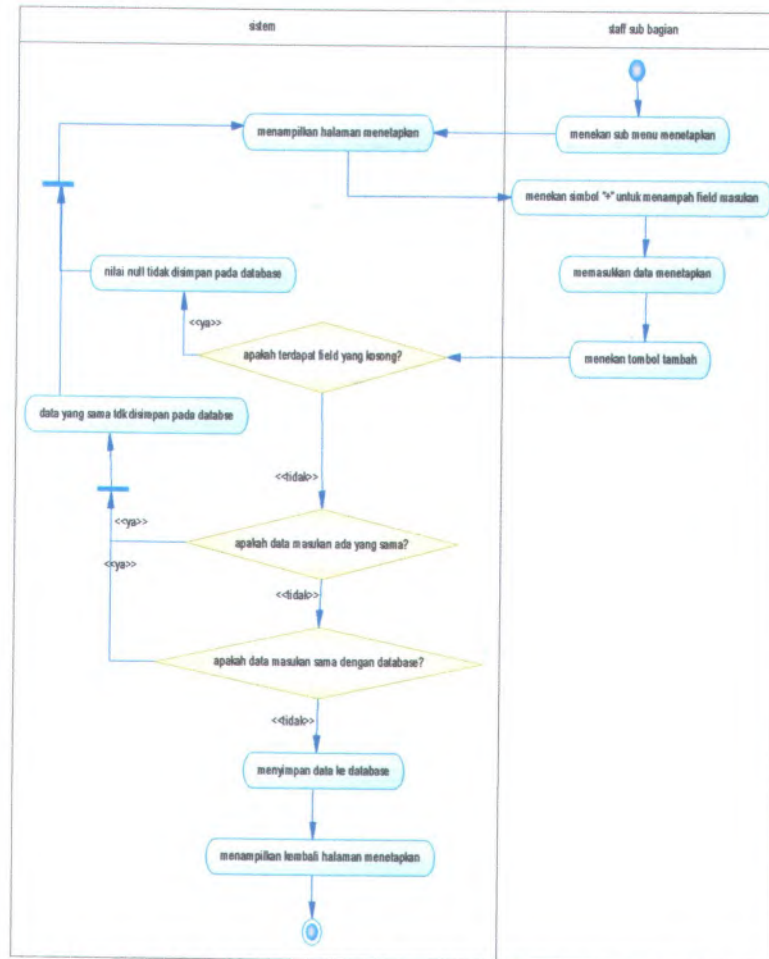 sistem
staff sub bagian
menampilkan halaman menetapkan
menekan sub menu menetapkan
menekan simbol "+" untuk menampah field masukan
nilai null tidak disimpan pada database
memasukkan data menetapkan
<<ya>>
apakah terdapat field yang kosong?
menekan tombol tambah
data yang sama tdk disimpan pada databse
<<tidak>>
<<ya>>
apakah data masukan ada yang sama?
<<ya>>
<<tidak>>
apakah data masukan sama dengan database?
<<tidak>>
menyimpan data ke database
menampilkan kembali halaman menetapkan